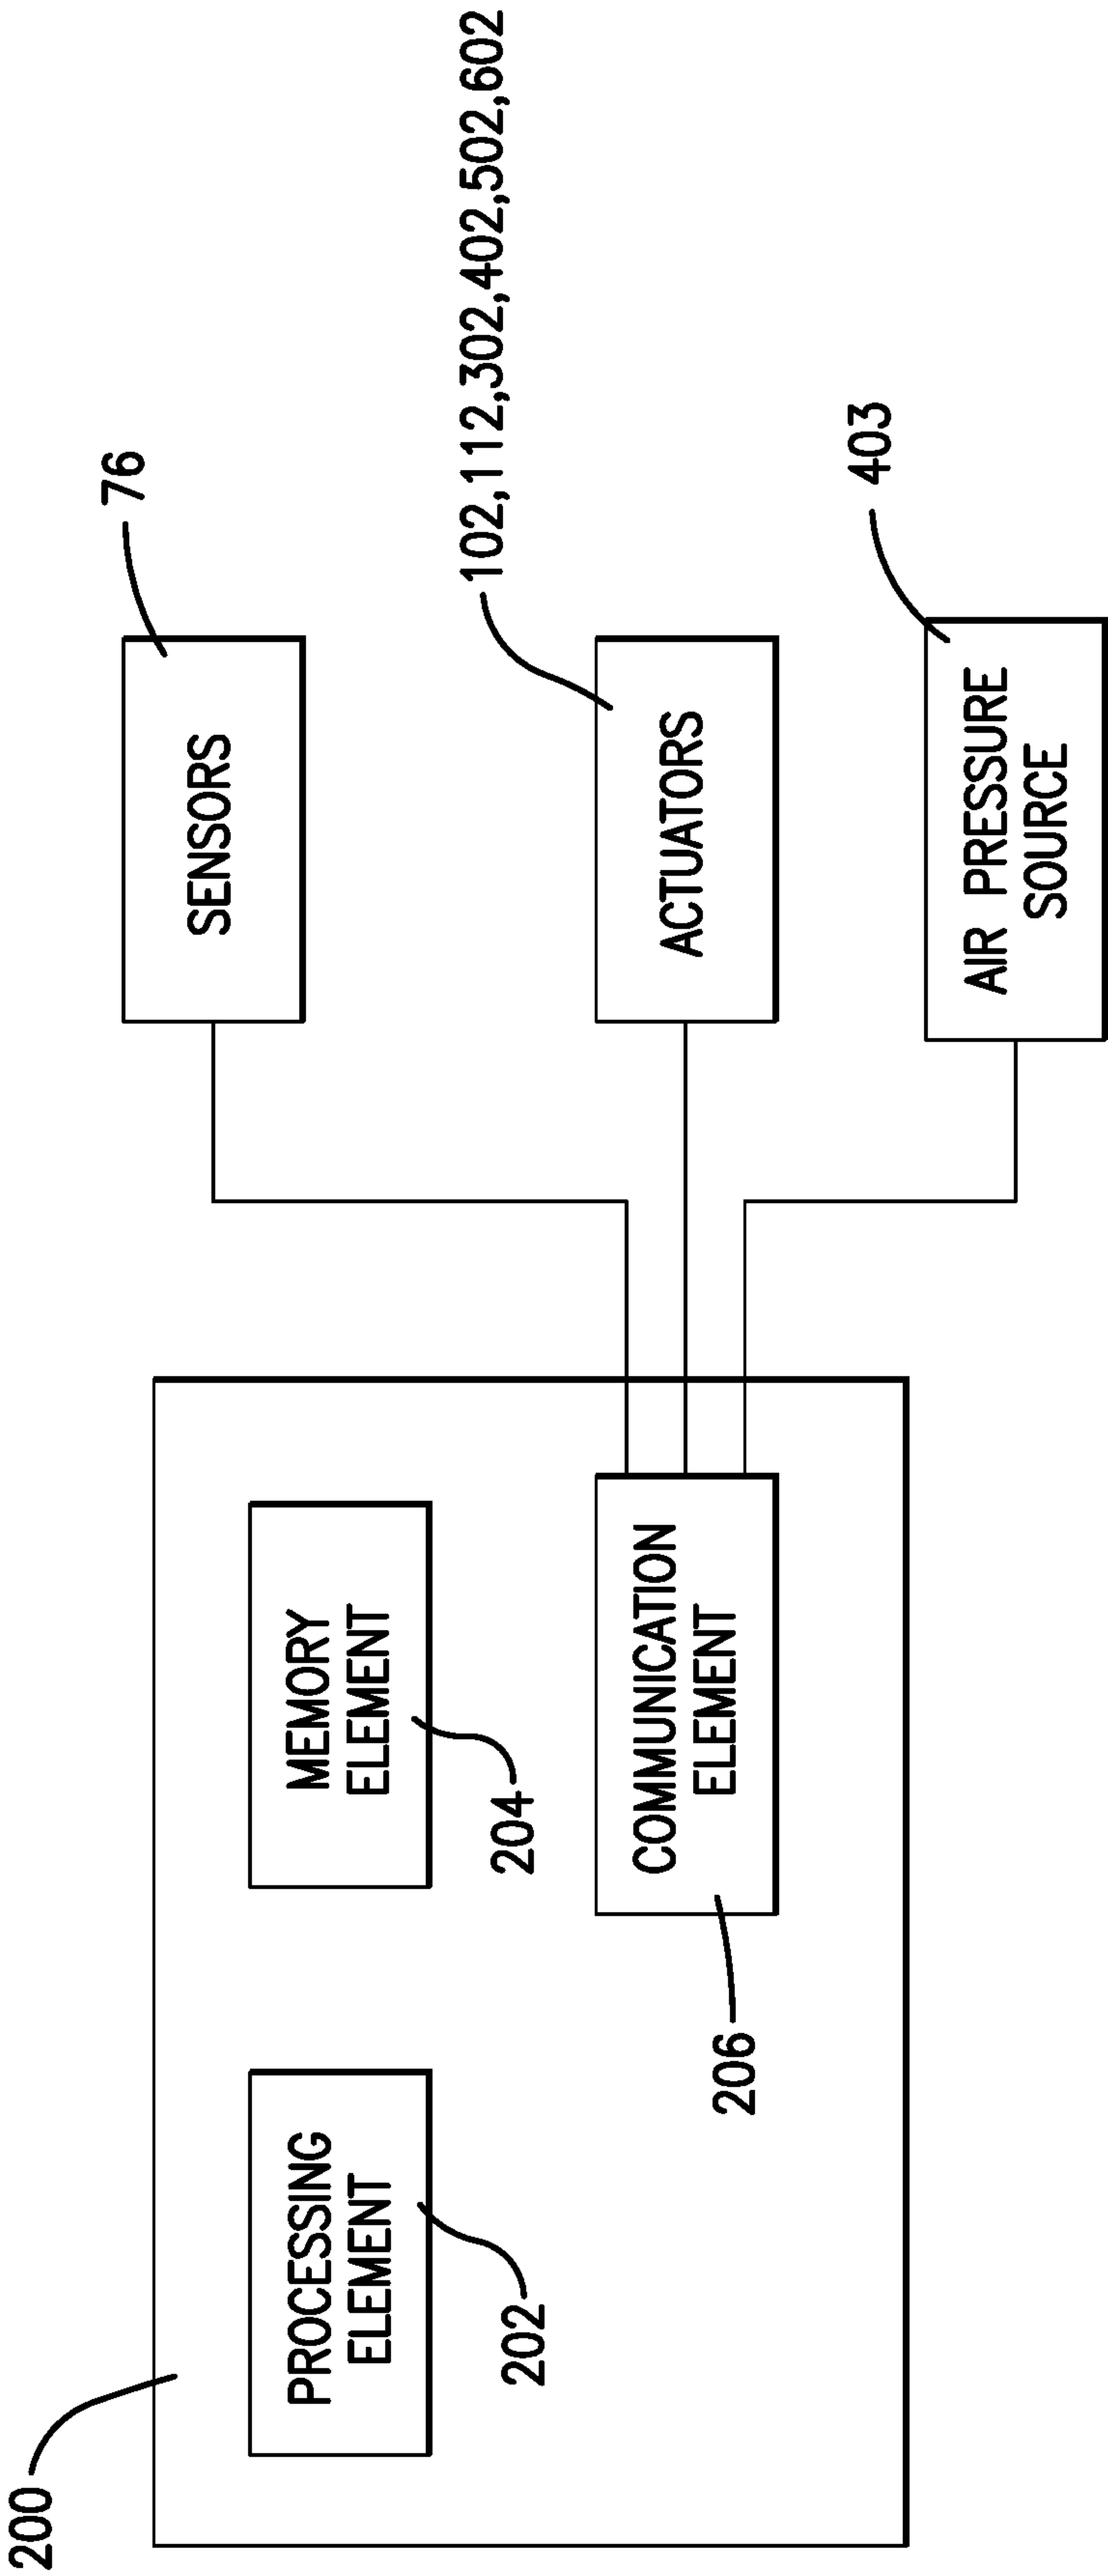 200
PROCESSING
ELEMENT
202
MEMORY
ELEMENT
204
COMMUNICATION
ELEMENT
206
SENSORS
76
ACTUATORS
102,112,302,402,502,602
AIR PRESSURE
SOURCE
403